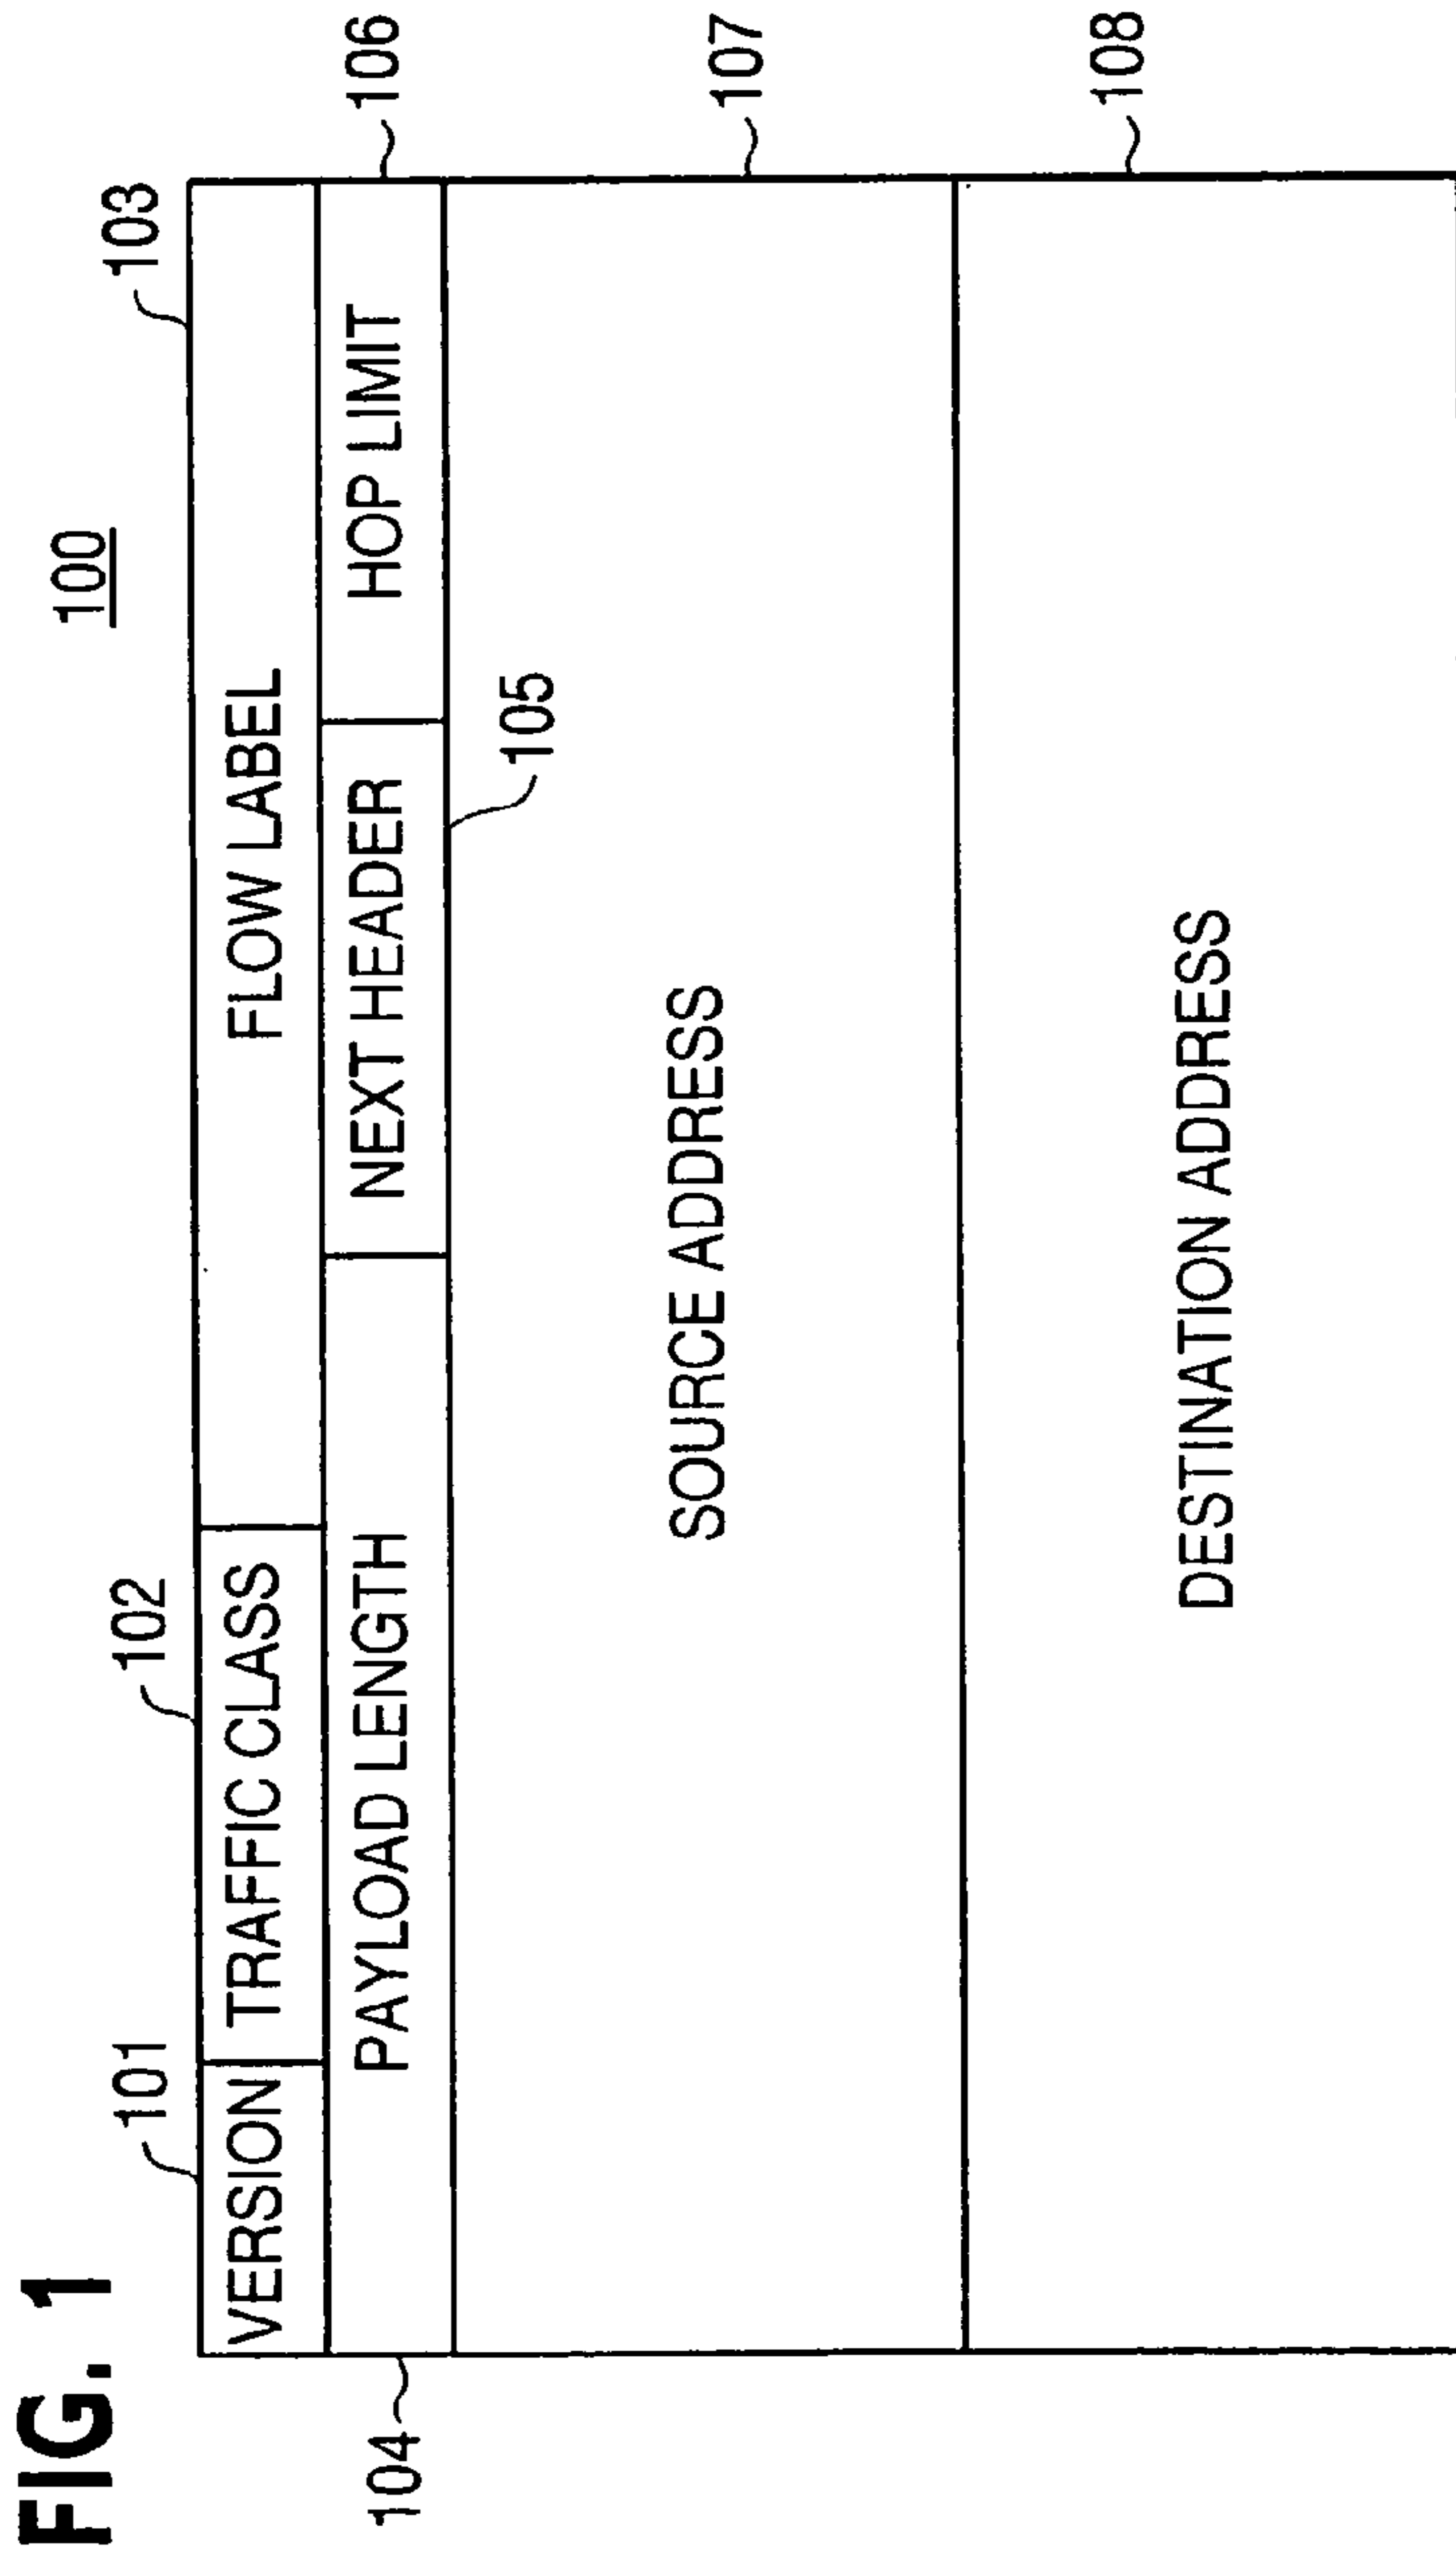 FIG. 1
100
101
102
103
VERSION
TRAFFIC CLASS
FLOW LABEL
104
PAYLOAD LENGTH
NEXT HEADER
HOP LIMIT
106
105
SOURCE ADDRESS
107
DESTINATION ADDRESS
108